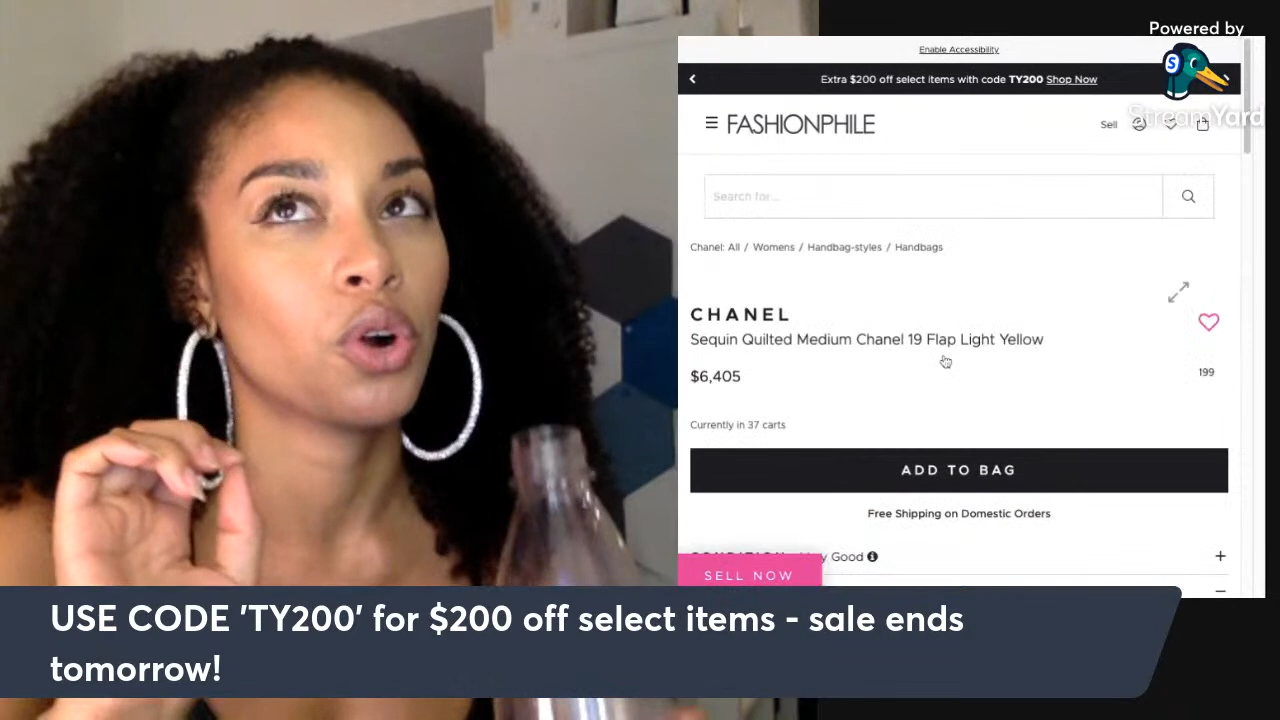 Powered by
StreamYard
Enable Accessibility
Extra $200 off select items with code TY200 Shop Now
FASHIONPHILE
Sell
Search for...
Chanel: All / Womens / Handbag-styles / Handbags
CHANEL
Sequin Quilted Medium Chanel 19 Flap Light Yellow
$6,405
199
Currently in 37 carts
ADD TO BAG
Free Shipping on Domestic Orders
Good
SELL NOW
USE CODE 'TY200' for $200 off select items - sale ends
tomorrow!